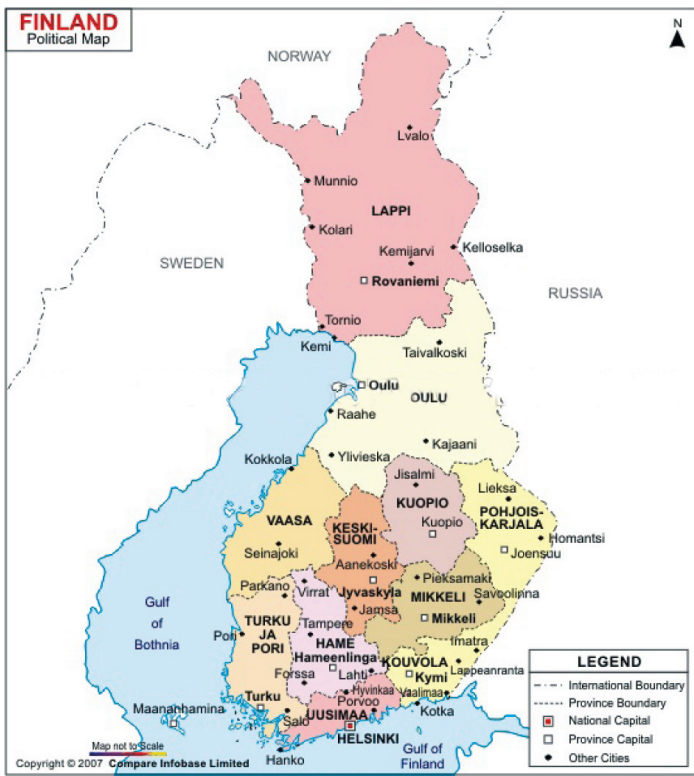 FINLAND
Political Map
N
NORWAY
Lvalo
Munnio
LAPPI
Kolari
Kelloselka
Kemijarvi
SWEDEN
Rovaniemi
RUSSIA
Tornio
Kemi
Taivalkoski
Oulu
OULU
Raahe
Kajaani
Ylivieska
Kokkola
Jisalmi
Lieksa
KUOPIO
POHJOIS-
KARJALA
VAASA
KESKI-
SUOMI
Kuopio
Homantsi
Seinajoki
Joensuu
Aanekoski
Pieksamaki
Parkano
Virrat
Jyvaskyla
MIKKELI
Savoolinna
Gulf
of
Bothnia
TURKU
JA
PORI
Jamsa
Mikkeli
Tampere
Pori
HAME
Imatra
Hameenlinga
KOUVOLA
Lappeanranta
Lahti
Kymi
Forssa
Hyvinkaa
Vaalimaa
Maananhamina
Turku
Porvoo
Salo
UUSIMAA
Kotka
HELSINKI
Hanko
Gulf of
Finland
LEGEND
International Boundary
Province Boundary
National Capital
Province Capital
Other Cities
Map not to Scale
Copyright © 2007 Compare Infobase Limited